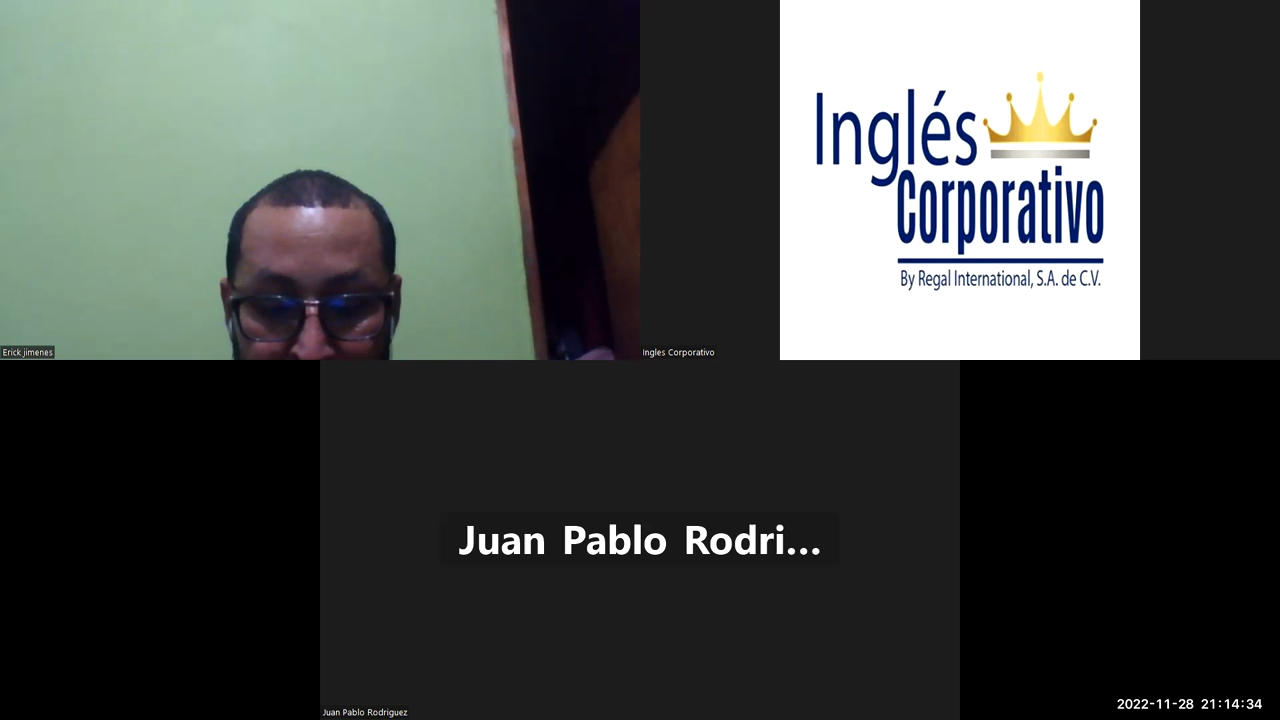 Erick jimenes
Inglés
Corporativo
By Regal International, S.A. de C.V.
Ingles Corporativo
Juan Pablo Rodri...
Juan Pablo Rodriguez
2022-11-28 21:14:34